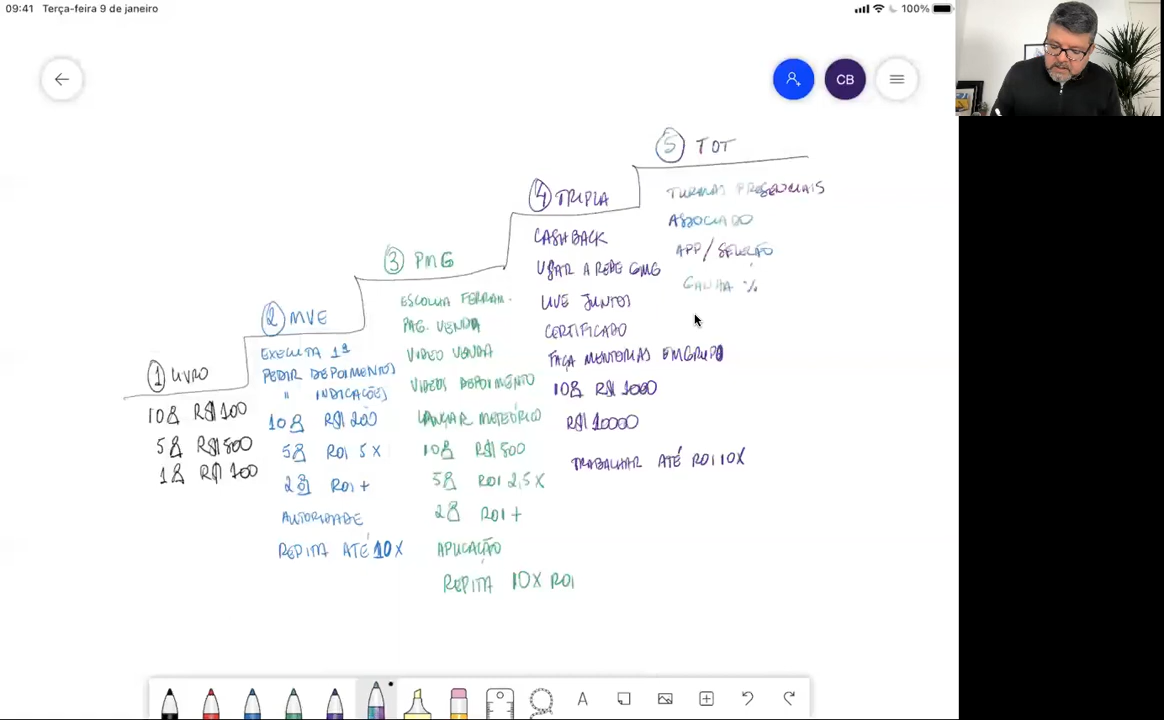 09:41 Terça-feira 9 de janeiro
100%
CB
5 TOT
TURMAS PRESENCIAIS
ASSOCIADO
APP/SELEÇÃO
GANHA %
4 TRIPLA
CASHBACK
USAR A REDE GMG
LIVE JUNTOS
CERTIFICADO
FAÇA MENTORIAS EM GRUPO
10 R$ 1000
R$ 10000
TRABALHAR ATÉ ROI 10X
3 PMG
ESCOLHA FERRAM.
PAG. VENDA
VIDEO VENDA
VIDEOS DEPOIMENTO
LANÇAR METEÓRICO
10 R$ 500
5 ROI 2,5X
2 ROI +
APLICAÇÃO
REPITA 10X ROI
2 MVE
EXECUTA 1ª
PEDIR DEPOIMENTOS
" INDICAÇÕES
10 R$ 200
5 ROI 5X
2 ROI +
AUTORIDADE
REPITA ATÉ 10X
1 LIVRO
10 R$ 100
5 R$ 500
1 R$ 100
A